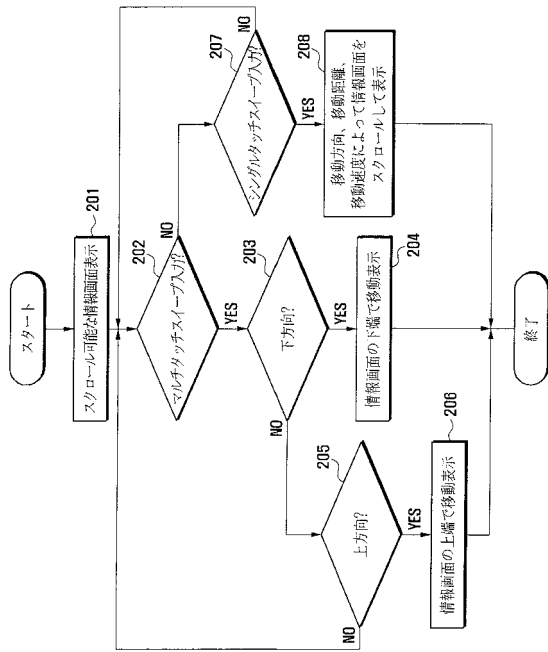 スタート
201
スクロール可能な情報画面表示
202
マルチタッチスイープ入力?
NO
YES
207
シングルタッチスイープ入力?
NO
YES
208
移動方向、移動距離、
移動速度によって情報画面を
スクロールして表示
203
下方向?
NO
YES
204
情報画面の下端で移動表示
205
上方向?
NO
YES
206
情報画面の上端で移動表示
終了